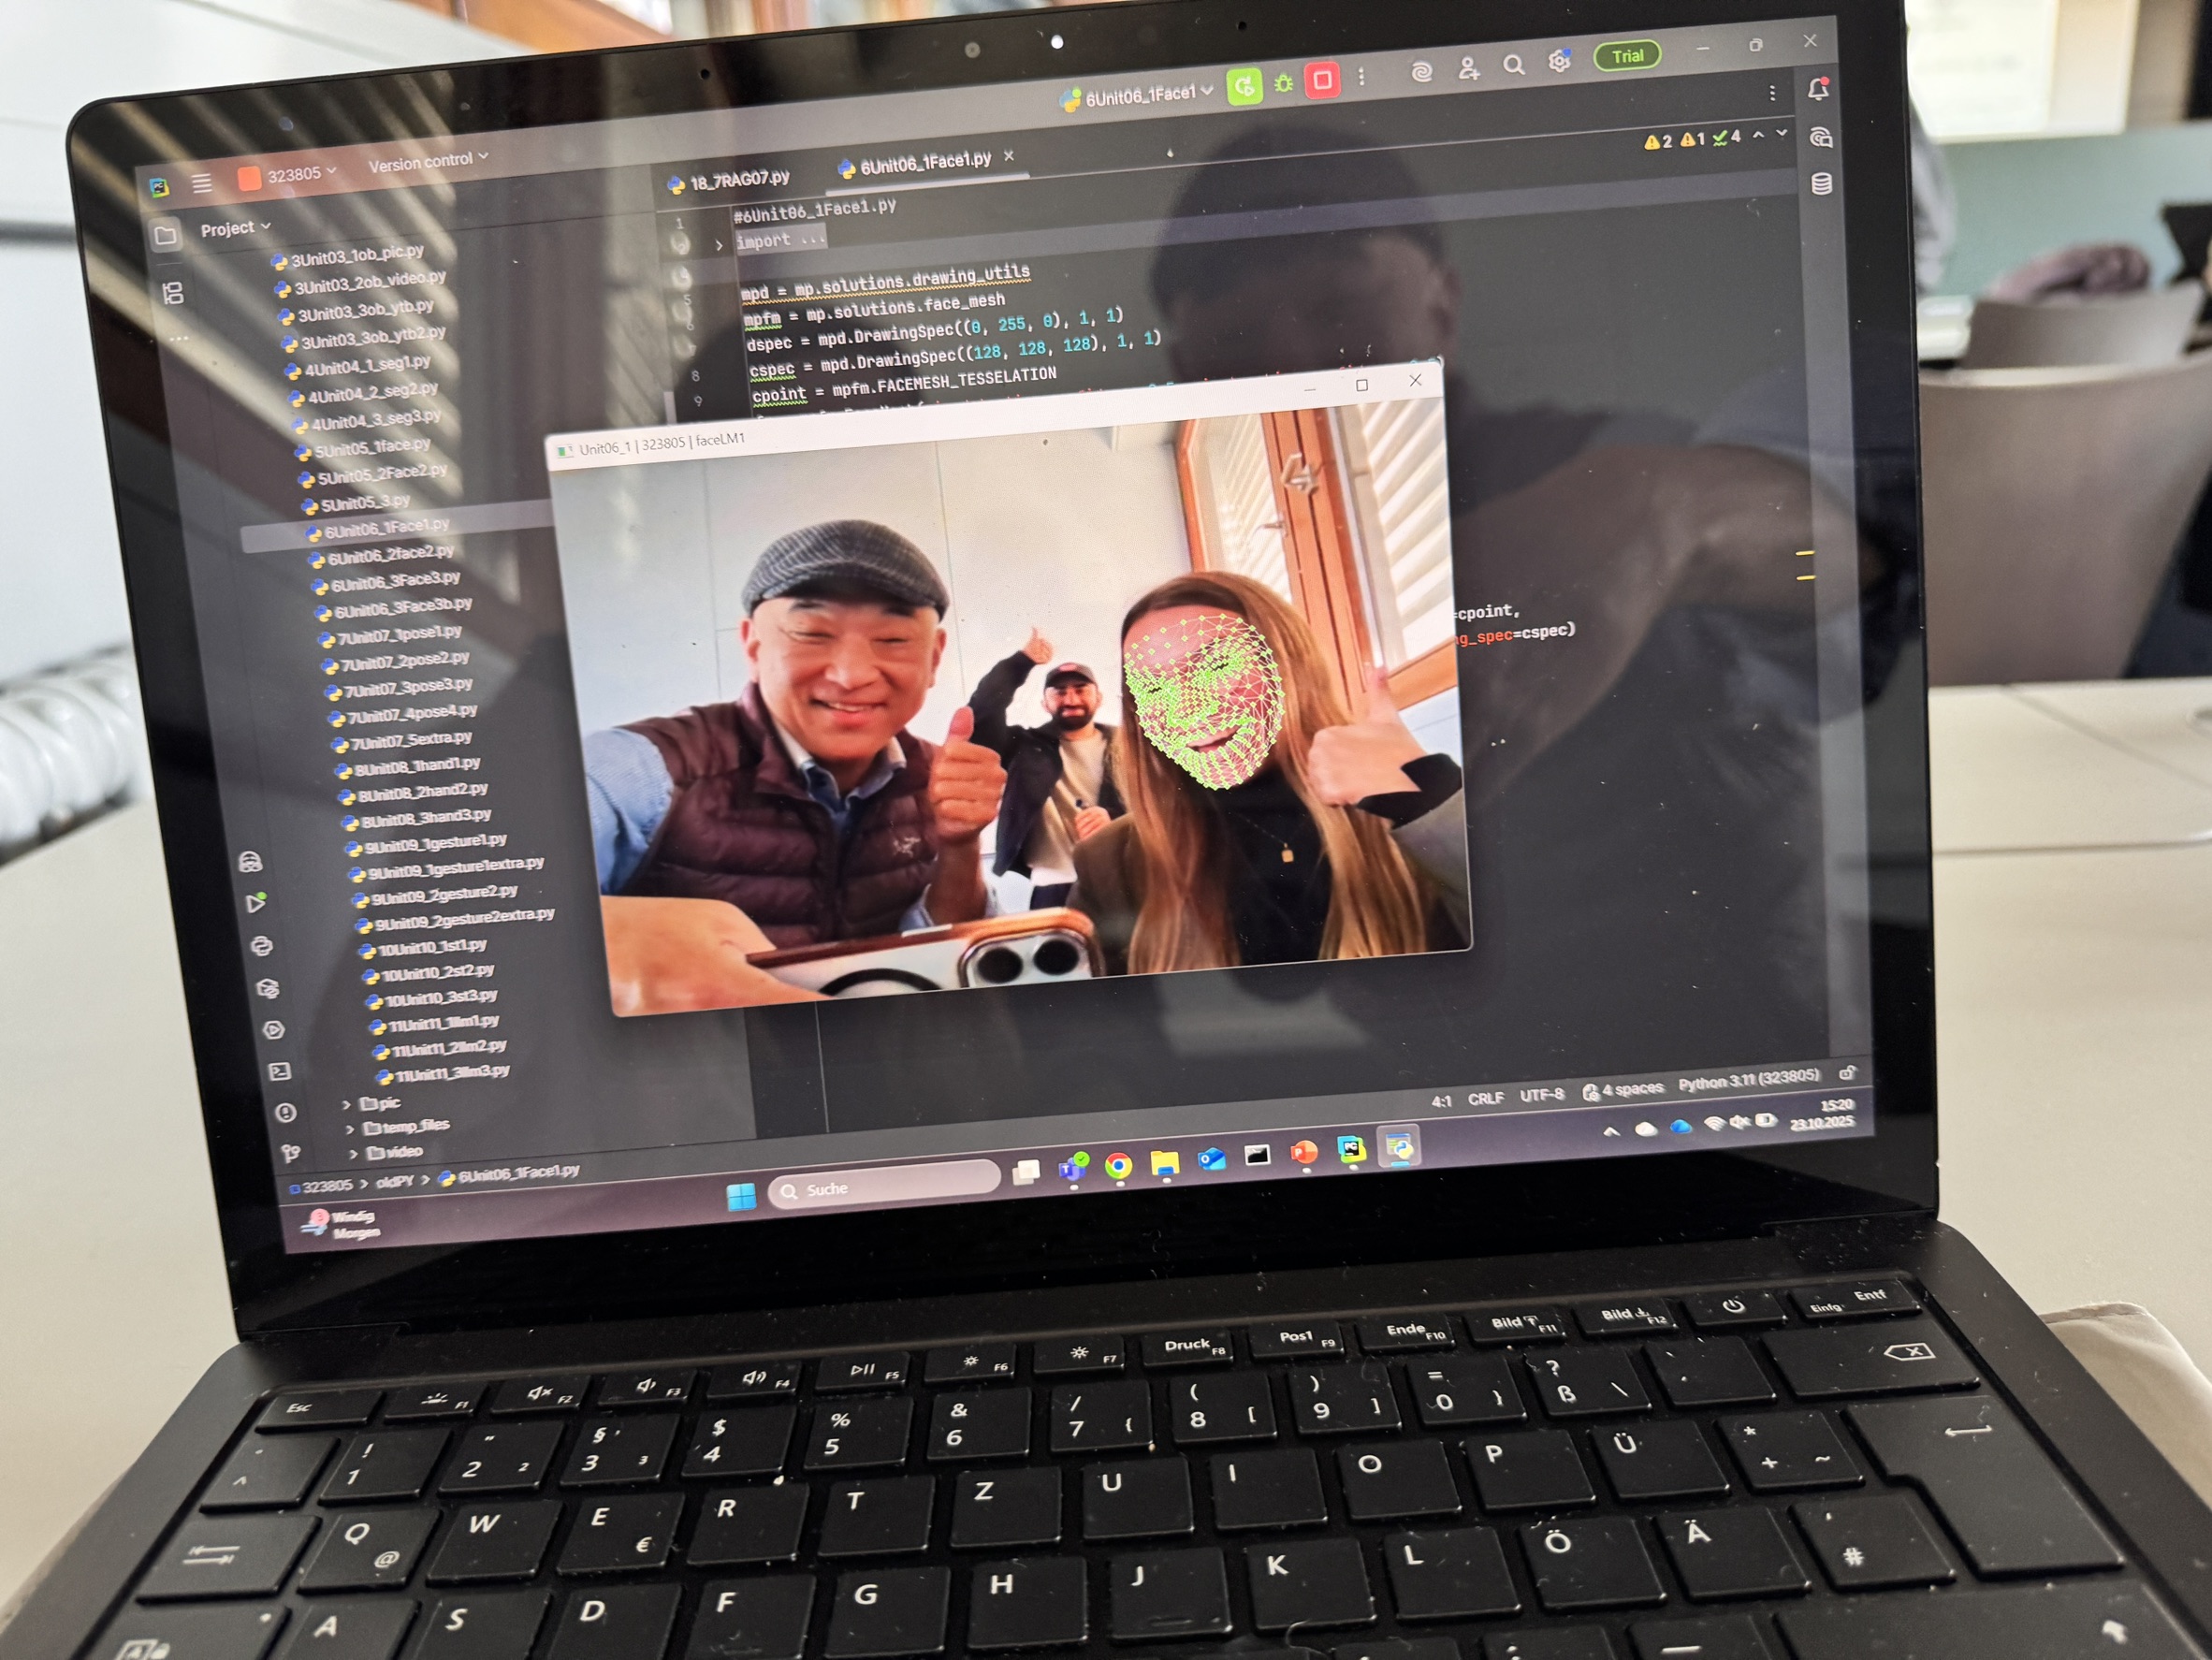 323805
Version control
6Unit06_1Face1
Trial
Project
18_7RAG07.py
6Unit06_1Face1.py
2 1 4
3Unit03_1ob_pic.py
3Unit03_2ob_video.py
3Unit03_3ob_ytb.py
3Unit03_3ob_ytb2.py
4Unit04_1_seg1.py
4Unit04_2_seg2.py
4Unit04_3_seg3.py
5Unit05_1face.py
5Unit05_2Face2.py
5Unit05_3.py
6Unit06_1Face1.py
6Unit06_2face2.py
6Unit06_3Face3.py
6Unit06_3Face3b.py
7Unit07_1pose1.py
7Unit07_2pose2.py
7Unit07_3pose3.py
7Unit07_4pose4.py
7Unit07_5extra.py
8Unit08_1hand1.py
8Unit08_2hand2.py
8Unit08_3hand3.py
9Unit09_1gesture1.py
9Unit09_1gesture1extra.py
9Unit09_2gesture2.py
9Unit09_2gesture2extra.py
10Unit10_1st1.py
10Unit10_2st2.py
10Unit10_3st3.py
11Unit11_1llm1.py
11Unit11_2llm2.py
11Unit11_3llm3.py
pic
temp_files
video
1 #6Unit06_1Face1.py
import ...
mpd = mp.solutions.drawing_utils
5 mpfm = mp.solutions.face_mesh
6 dspec = mpd.DrawingSpec((0, 255, 0), 1, 1)
7 cspec = mpd.DrawingSpec((128, 128, 128), 1, 1)
8 cpoint = mpfm.FACEMESH_TESSELATION
9
=cpoint,
g_spec=cspec)
Unit06_1 | 323805 | faceLM1
323805 > oldPY > 6Unit06_1Face1.py
4:1 CRLF UTF-8 4 spaces Python 3.11 (323805)
Windig
Morgen
Suche
15:20
23.10.2025
Esc F1 F2 F3 F4 F5 F6 F7 Druck F8 Pos1 F9 Ende F10 Bild F11 Bild F12 Einfg Entf
^ ° ! 1 " 2 ² § 3 ³ $ 4 % 5 & 6 / 7 { ( 8 [ ) 9 ] = 0 } ? ß \ ` ´
Q @ W E € R T Z U I O P Ü * + ~
A S D F G H J K L Ö Ä ' #